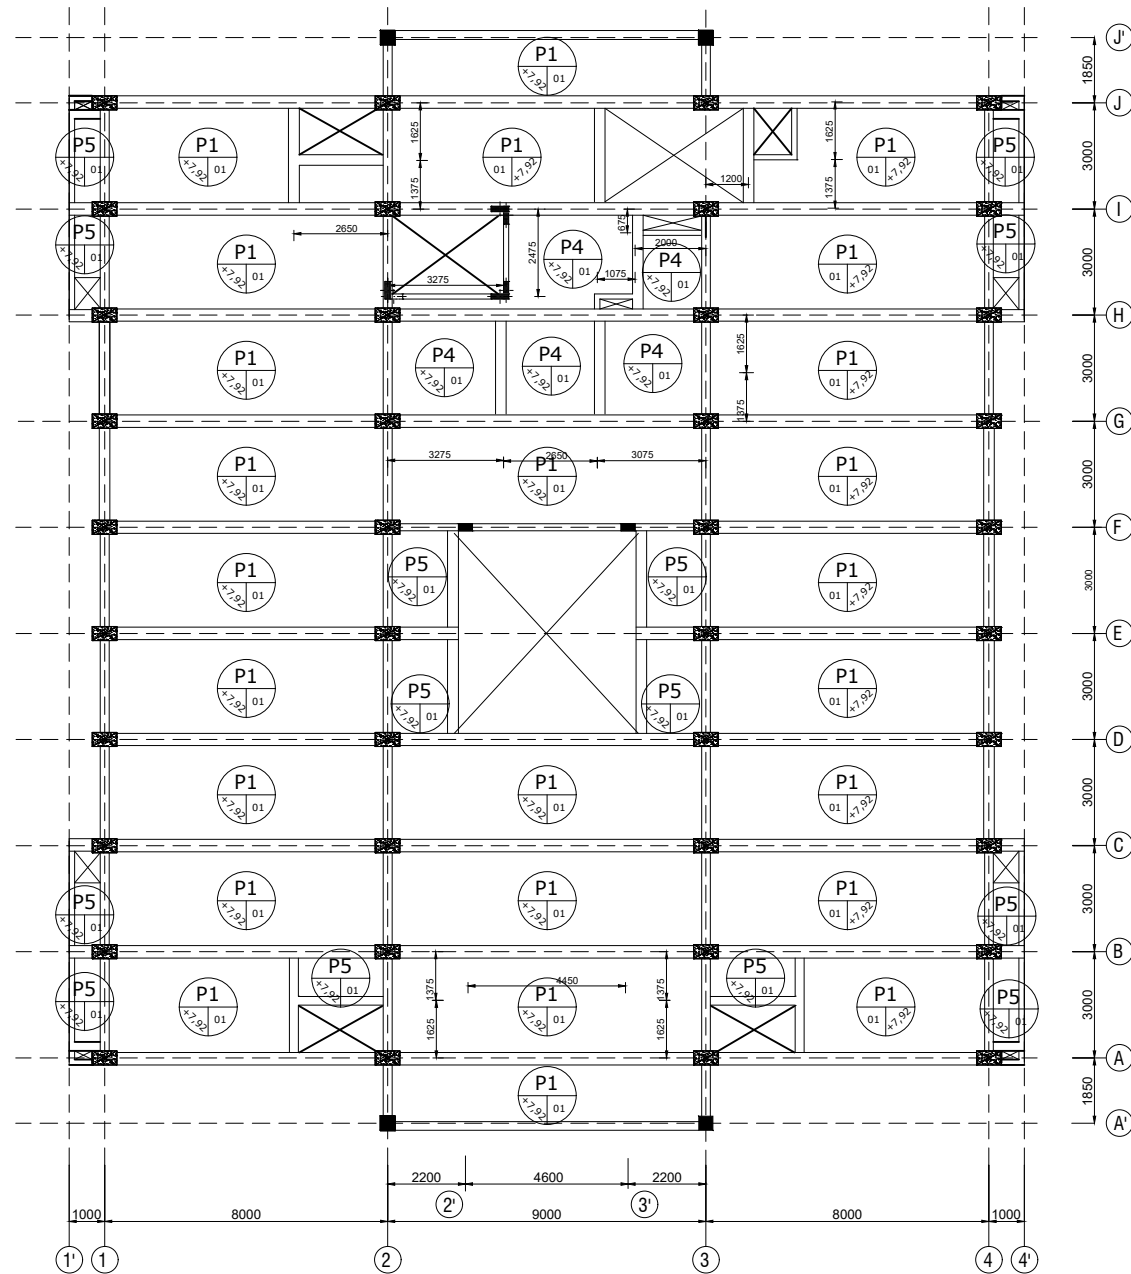 P1
+7,92 01
J'
1850
J
P5
+7,92 01
P1
+7,92 01
1625
1375
P1
01 +7,92
1200
1625
1375
P1
01 +7,92
P5
+7,92 01
3000
I
P5
+7,92 01
2650
P1
+7,92 01
3275
2475
P4
+7,92 01
1075
675
2000
P4
+7,92 01
P1
01 +7,92
P5
+7,92 01
3000
H
P1
+7,92 01
P4
+7,92 01
P4
+7,92 01
P4
+7,92 01
1625
1375
P1
01 +7,92
3000
G
P1
+7,92 01
3275
2650
3075
P1
+7,92 01
P1
01 +7,92
3000
F
P1
+7,92 01
P5
+7,92 01
P5
+7,92 01
P1
01 +7,92
3000
E
P1
+7,92 01
P5
+7,92 01
P5
+7,92 01
P1
01 +7,92
3000
D
P1
+7,92 01
P1
+7,92 01
P1
01 +7,92
3000
C
P5
+7,92 01
P1
+7,92 01
P1
+7,92 01
P1
01 +7,92
P5
+7,92 01
3000
B
P5
+7,92 01
P1
+7,92 01
P5
+7,92 01
1375
1625
4450
P1
+7,92 01
1375
1625
P5
+7,92 01
P1
01 +7,92
P5
+7,92 01
3000
A
P1
+7,92 01
1850
A'
2200 4600 2200
2' 3'
1000 8000 9000 8000 1000
1' 1 2 3 4 4'